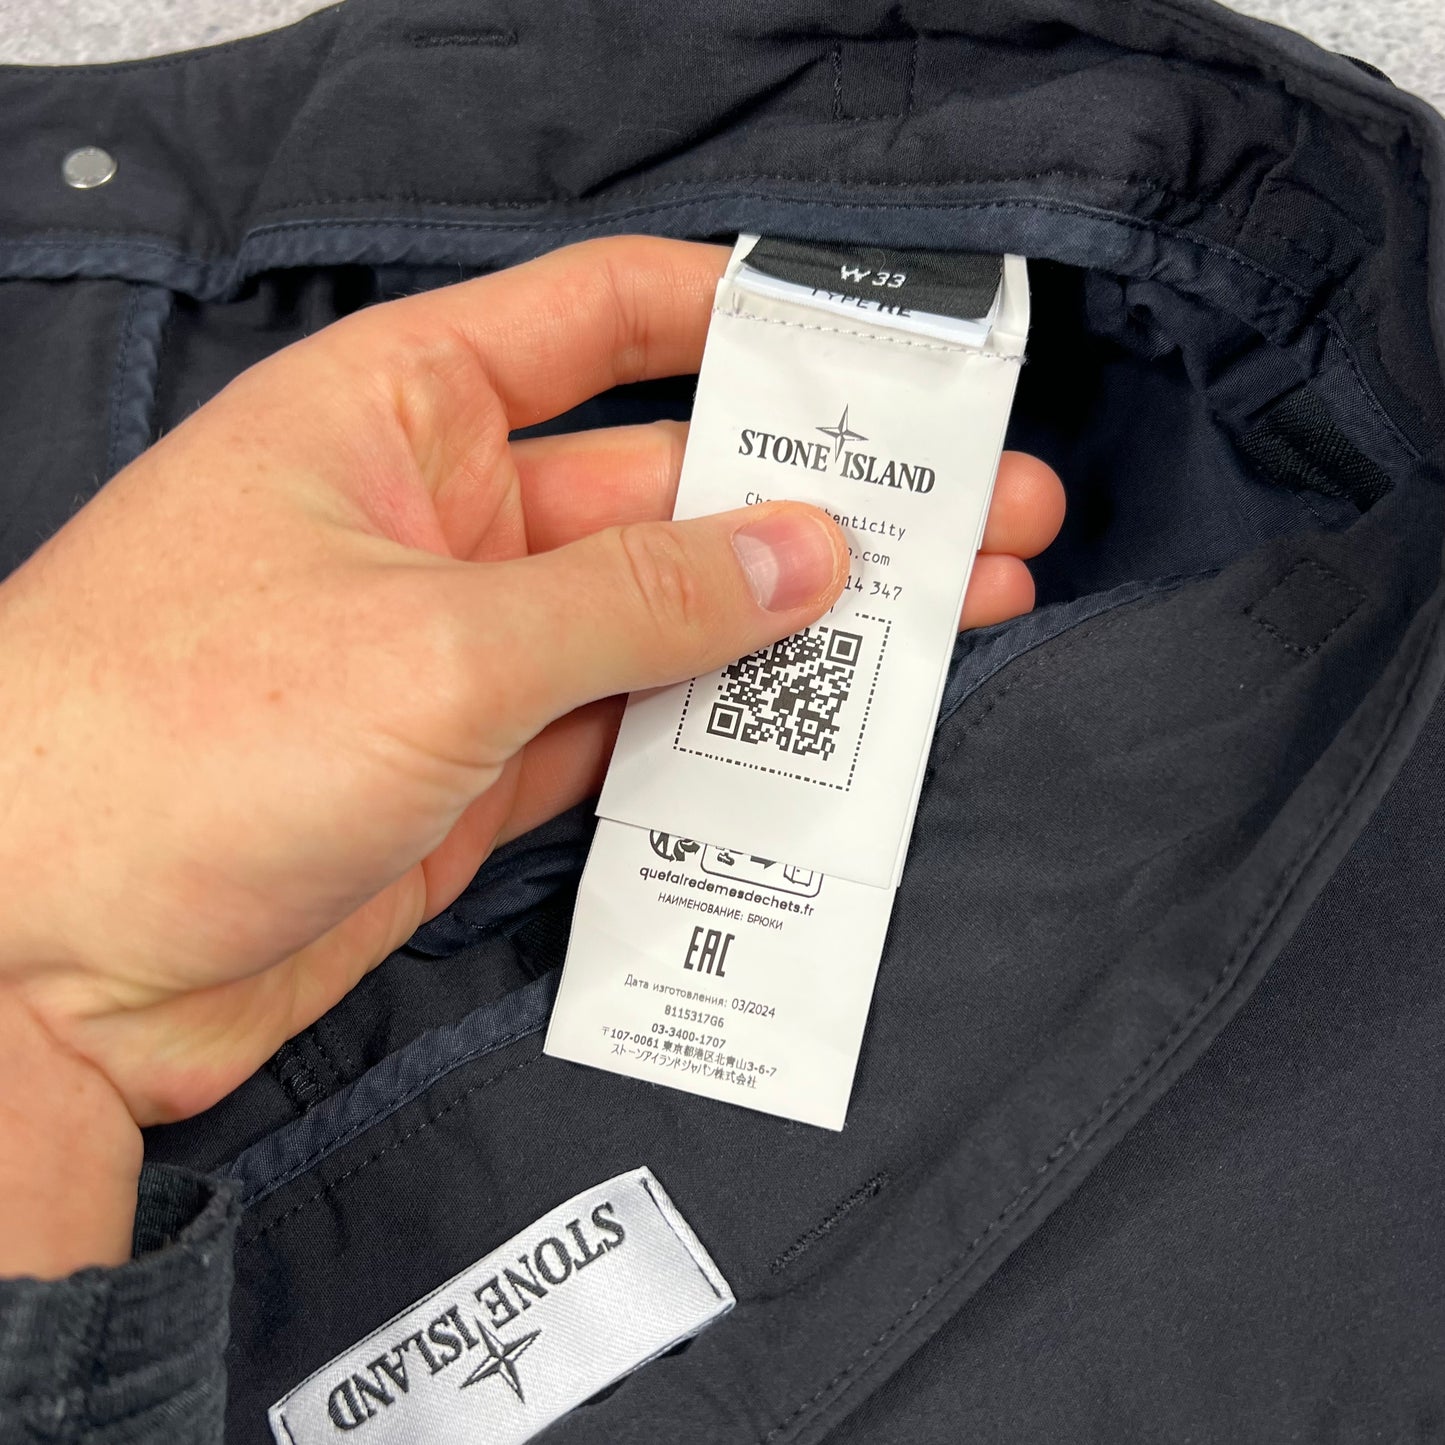 W 33
STONE ISLAND
.com
14 347
quefairedemesdechets.fr
НАИМЕНОВАНИЕ: БРЮКИ
EAC
Дата изготовления: 03/2024
8115317G6
03-3400-1707
〒107-0061 東京都港区北青山3-6-7
ストーンアイランドジャパン株式会社
STONE ISLAND